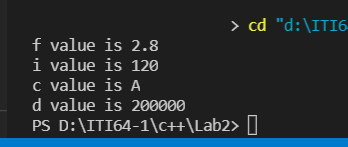 > cd "d:\ITI6
f value is 2.8
i value is 120
c value is A
d value is 200000
PS D:\ITI64-1\c++\Lab2>